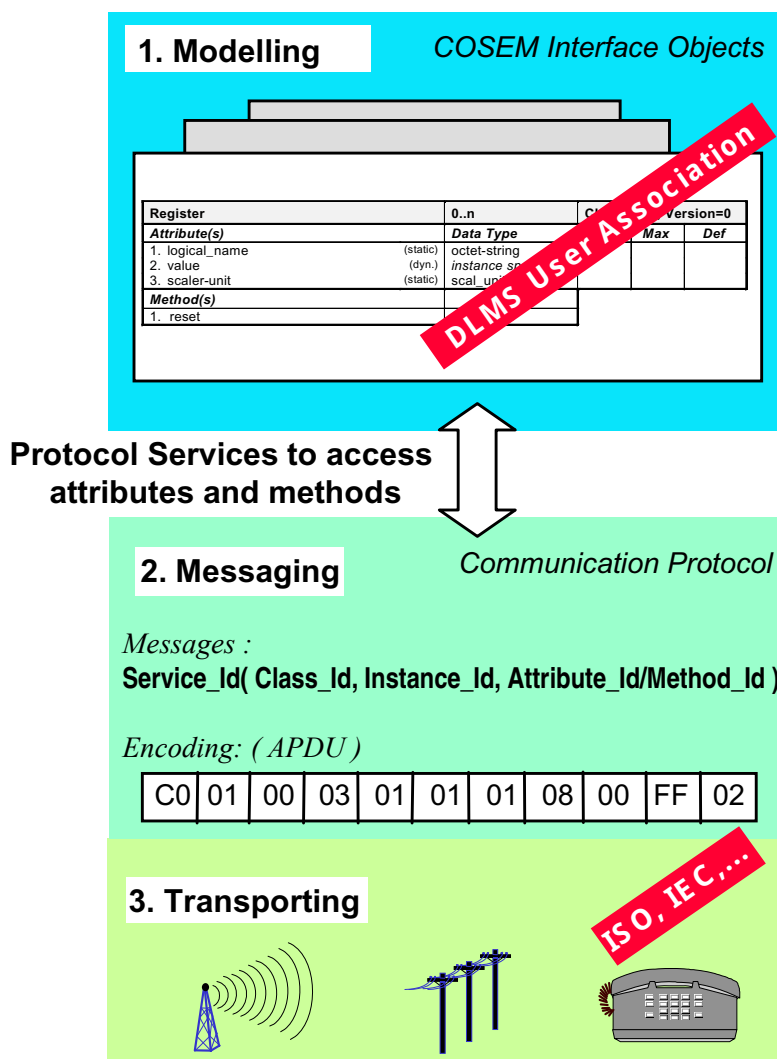 1. Modelling
COSEM Interface Objects
DLMS User Association
Register 0..n Version=0
Attribute(s) Data Type Max Def
1. logical_name (static) octet-string
2. value (dyn.) instance
3. scaler-unit (static)
Method(s)
1. reset
Protocol Services to access
attributes and methods
2. Messaging
Communication Protocol
Messages :
Service_Id( Class_Id, Instance_Id, Attribute_Id/Method_Id )
Encoding: ( APDU )
C0 01 00 03 01 01 01 08 00 FF 02
3. Transporting
ISO, IEC,...